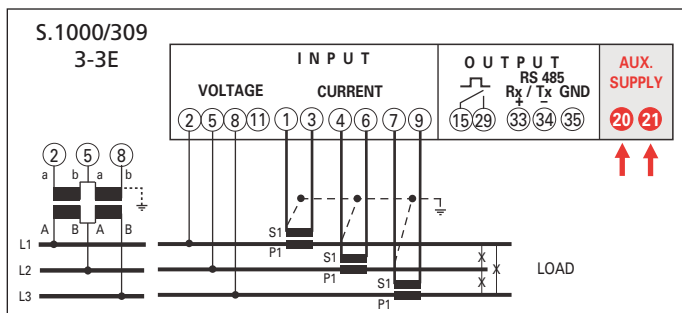 S.1000/309
3-3E
INPUT
VOLTAGE CURRENT
2 5 8 11 1 3 4 6 7 9
OUTPUT
RS 485
Rx / Tx GND
+ −
15 29 33 34 35
AUX.
SUPPLY
20 21
2 5 8
a b a b
A B A B
L1
L2
L3
S1
P1
S1
P1
S1
P1
X
X
X
LOAD